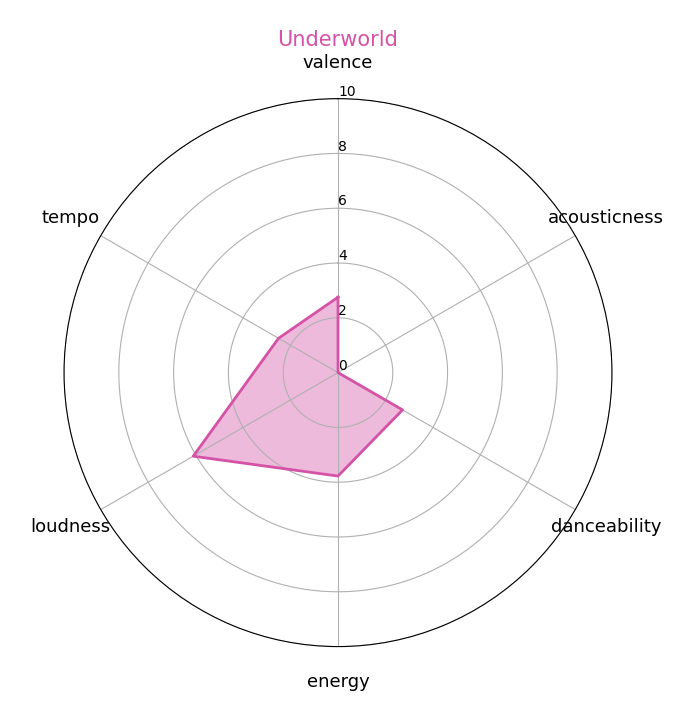 Underworld
valence
10
8
6
4
2
0
tempo
acousticness
loudness
danceability
energy